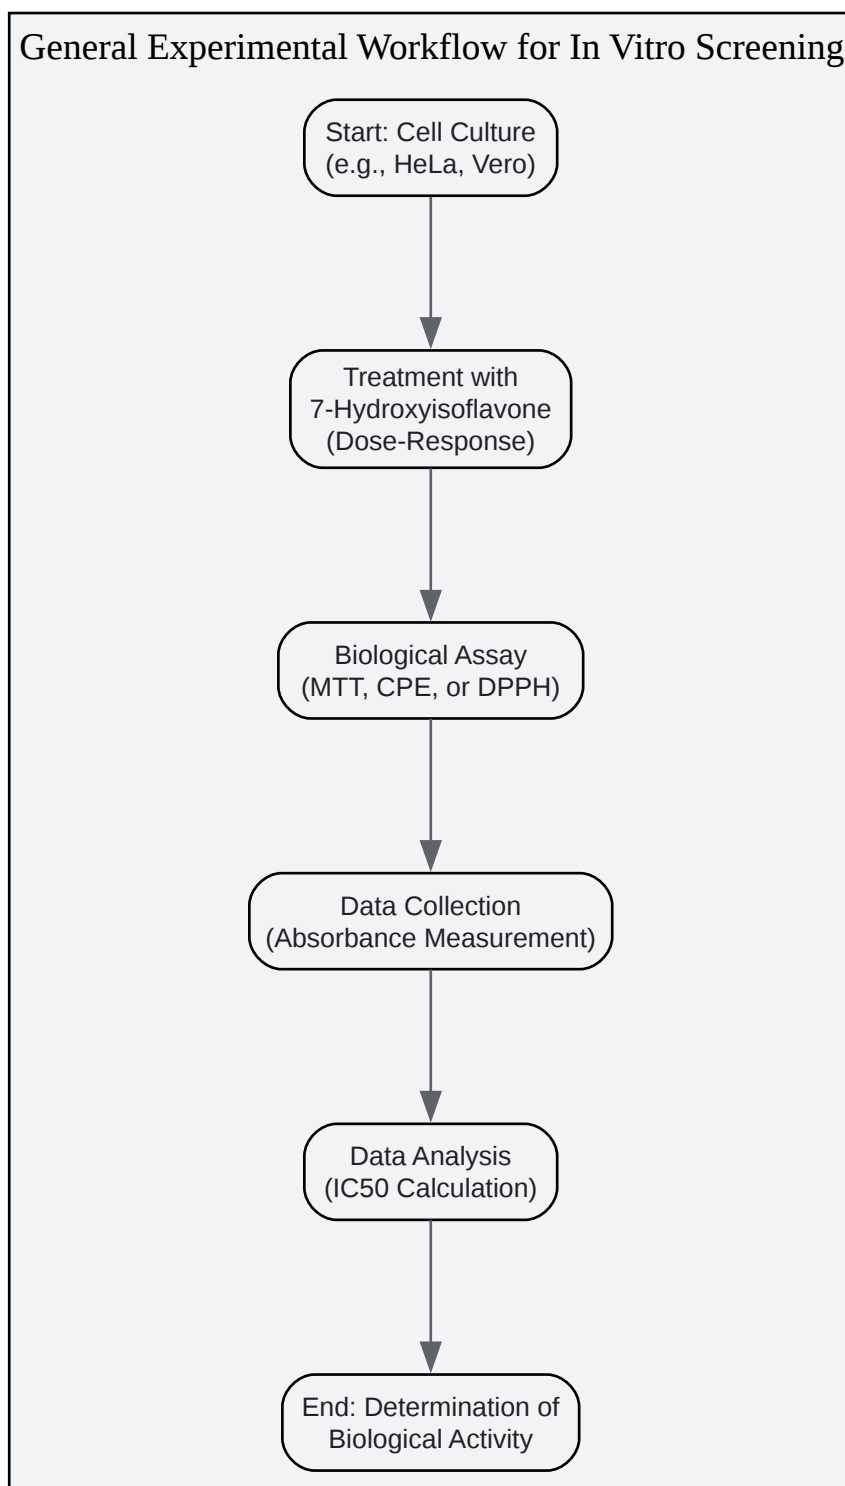 General Experimental Workflow for In Vitro Screening
Start: Cell Culture
(e.g., HeLa, Vero)
Treatment with
7-Hydroxyisoflavone
(Dose-Response)
Biological Assay
(MTT, CPE, or DPPH)
Data Collection
(Absorbance Measurement)
Data Analysis
(IC50 Calculation)
End: Determination of
Biological Activity